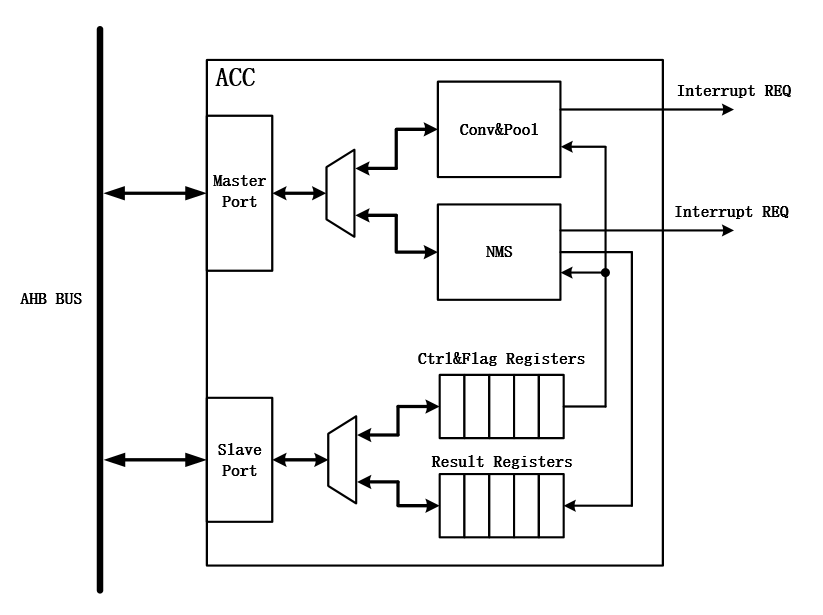 ACC
Interrupt REQ
Conv&Pool
Master
Port
Interrupt REQ
NMS
AHB BUS
Ctrl&Flag Registers
Slave
Port
Result Registers